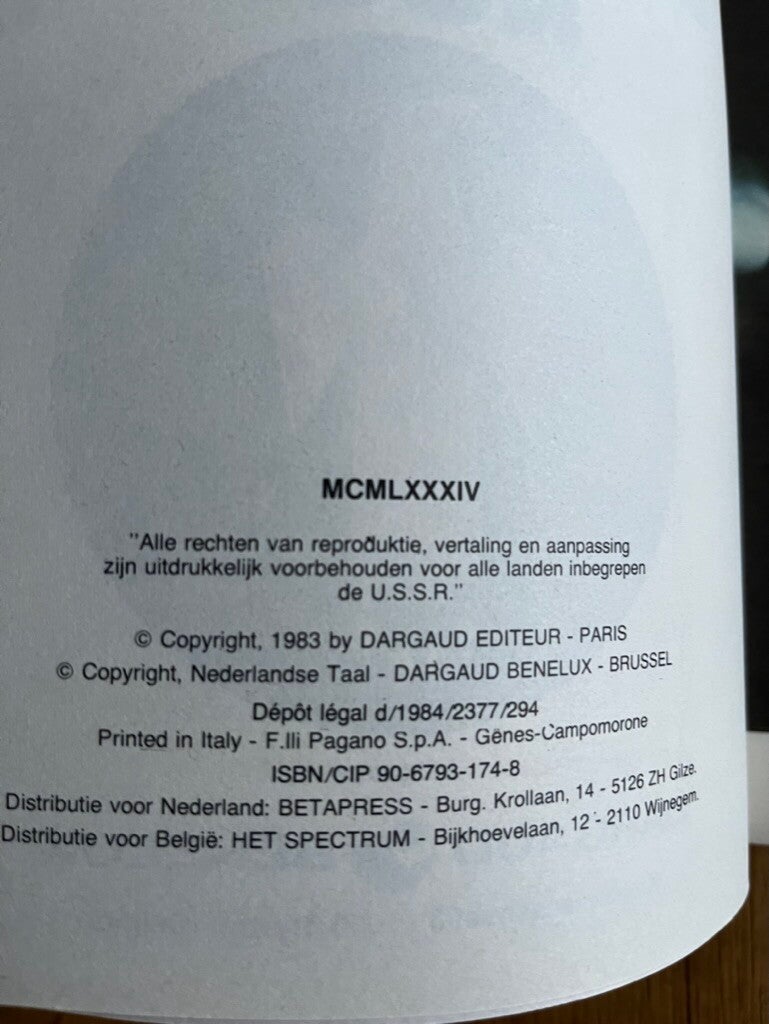 MCMLXXXIV
"Alle rechten van reproduktie, vertaling en aanpassing
zijn uitdrukkelijk voorbehouden voor alle landen inbegrepen
de U.S.S.R."
© Copyright, 1983 by DARGAUD EDITEUR - PARIS
© Copyright, Nederlandse Taal - DARGAUD BENELUX - BRUSSEL
Dépôt légal d/1984/2377/294
Printed in Italy - F.lli Pagano S.p.A. - Gênes-Campomorone
ISBN/CIP 90-6793-174-8
Distributie voor Nederland: BETAPRESS - Burg. Krollaan, 14 - 5126 ZH Gilze.
Distributie voor België: HET SPECTRUM - Bijkhoevelaan, 12 - 2110 Wijnegem.